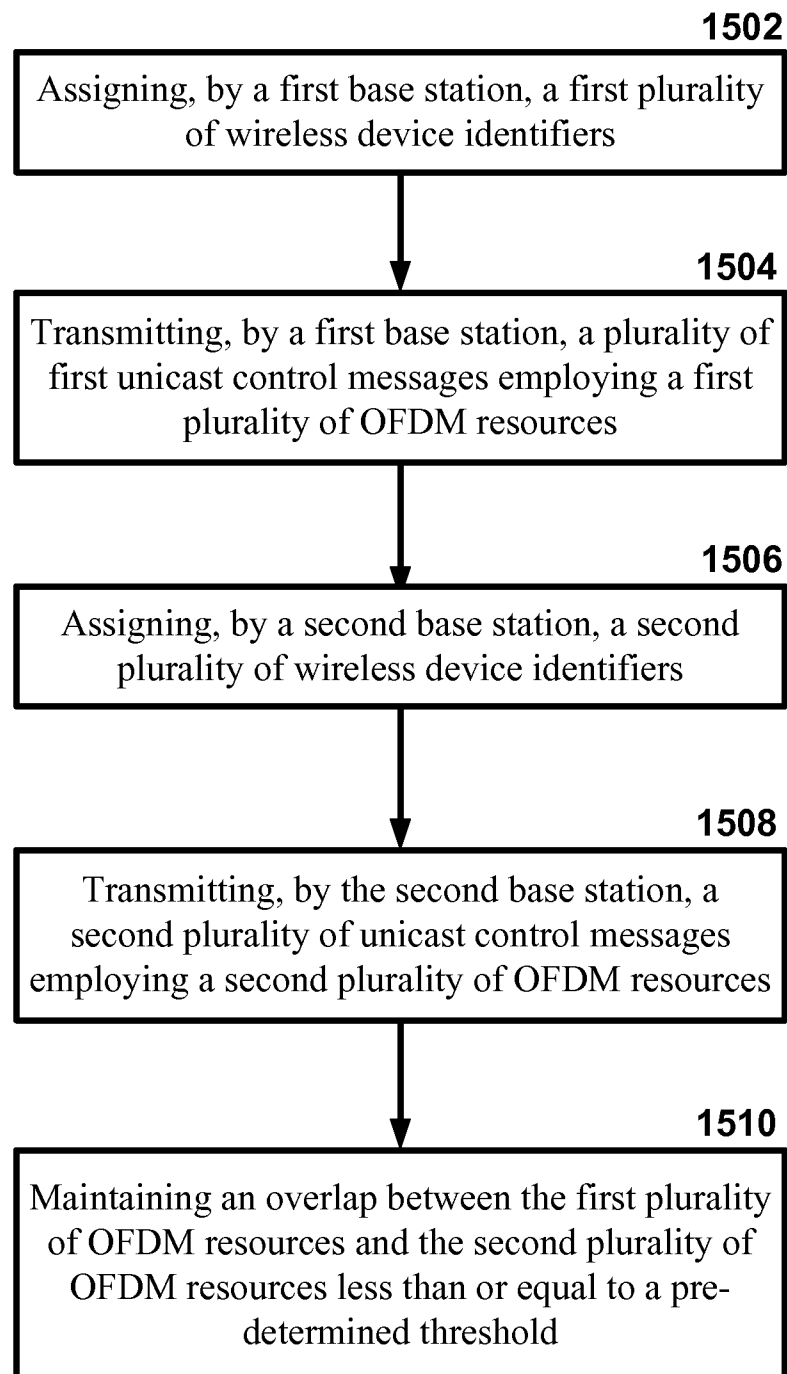 1502
Assigning, by a first base station, a first plurality
of wireless device identifiers
1504
Transmitting, by a first base station, a plurality of
first unicast control messages employing a first
plurality of OFDM resources
1506
Assigning, by a second base station, a second
plurality of wireless device identifiers
1508
Transmitting, by the second base station, a
second plurality of unicast control messages
employing a second plurality of OFDM resources
1510
Maintaining an overlap between the first plurality
of OFDM resources and the second plurality of
OFDM resources less than or equal to a pre-
determined threshold